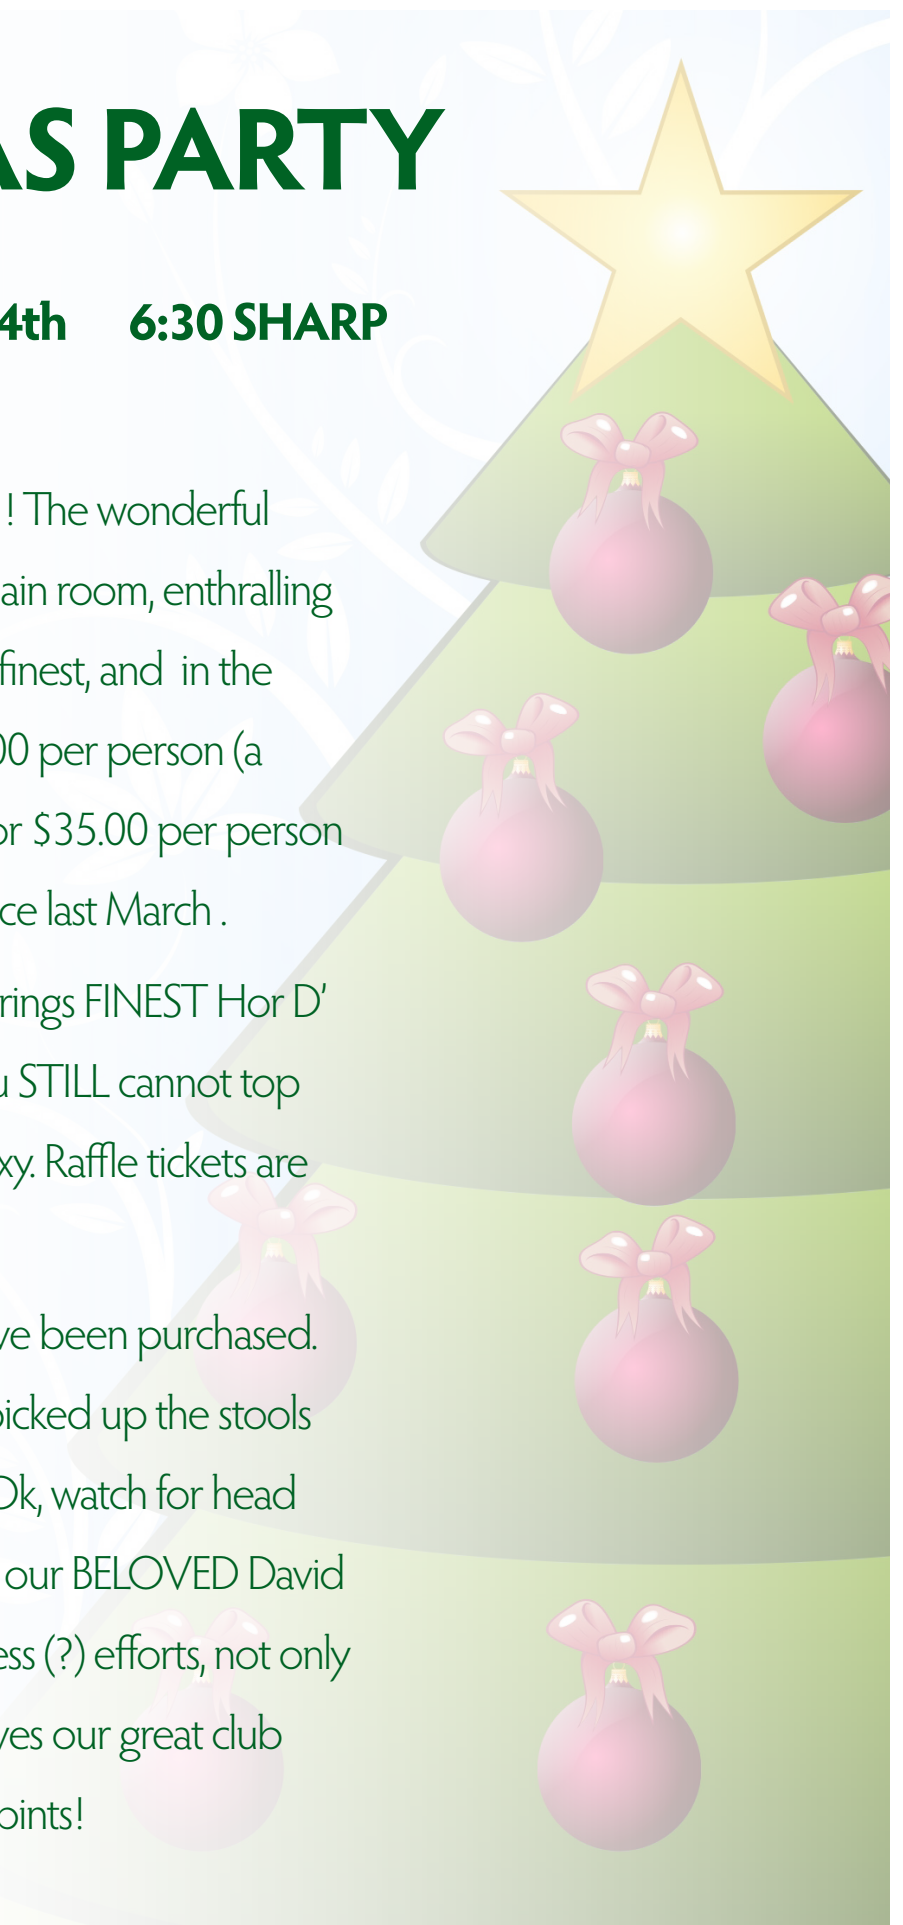 AS PARTY
4th 6:30 SHARP
! The wonderful
ain room, enthralling
finest, and in the
00 per person (a
or $35.00 per person
ce last March .
rings FINEST Hor D’
u STILL cannot top
xy. Raffle tickets are
ve been purchased.
picked up the stools
Ok, watch for head
our BELOVED David
ess (?) efforts, not only
yes our great club
oints!